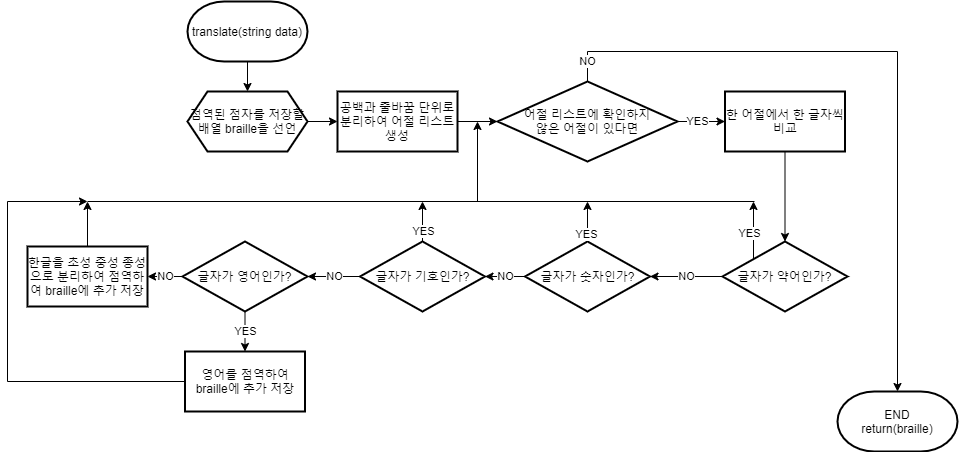 translate(string data)
점역된 점자를 저장할
배열 braille을 선언
공백과 줄바꿈 단위로
분리하여 어절 리스트
생성
어절 리스트에 확인하지
않은 어절이 있다면
NO
YES
한 어절에서 한 글자씩
비교
글자가 약어인가?
YES
NO
글자가 숫자인가?
YES
NO
글자가 기호인가?
YES
NO
글자가 영어인가?
NO
YES
한글을 초성 중성 종성
으로 분리하여 점역하
여 braille에 추가 저장
영어를 점역하여
braille에 추가 저장
END
return(braille)